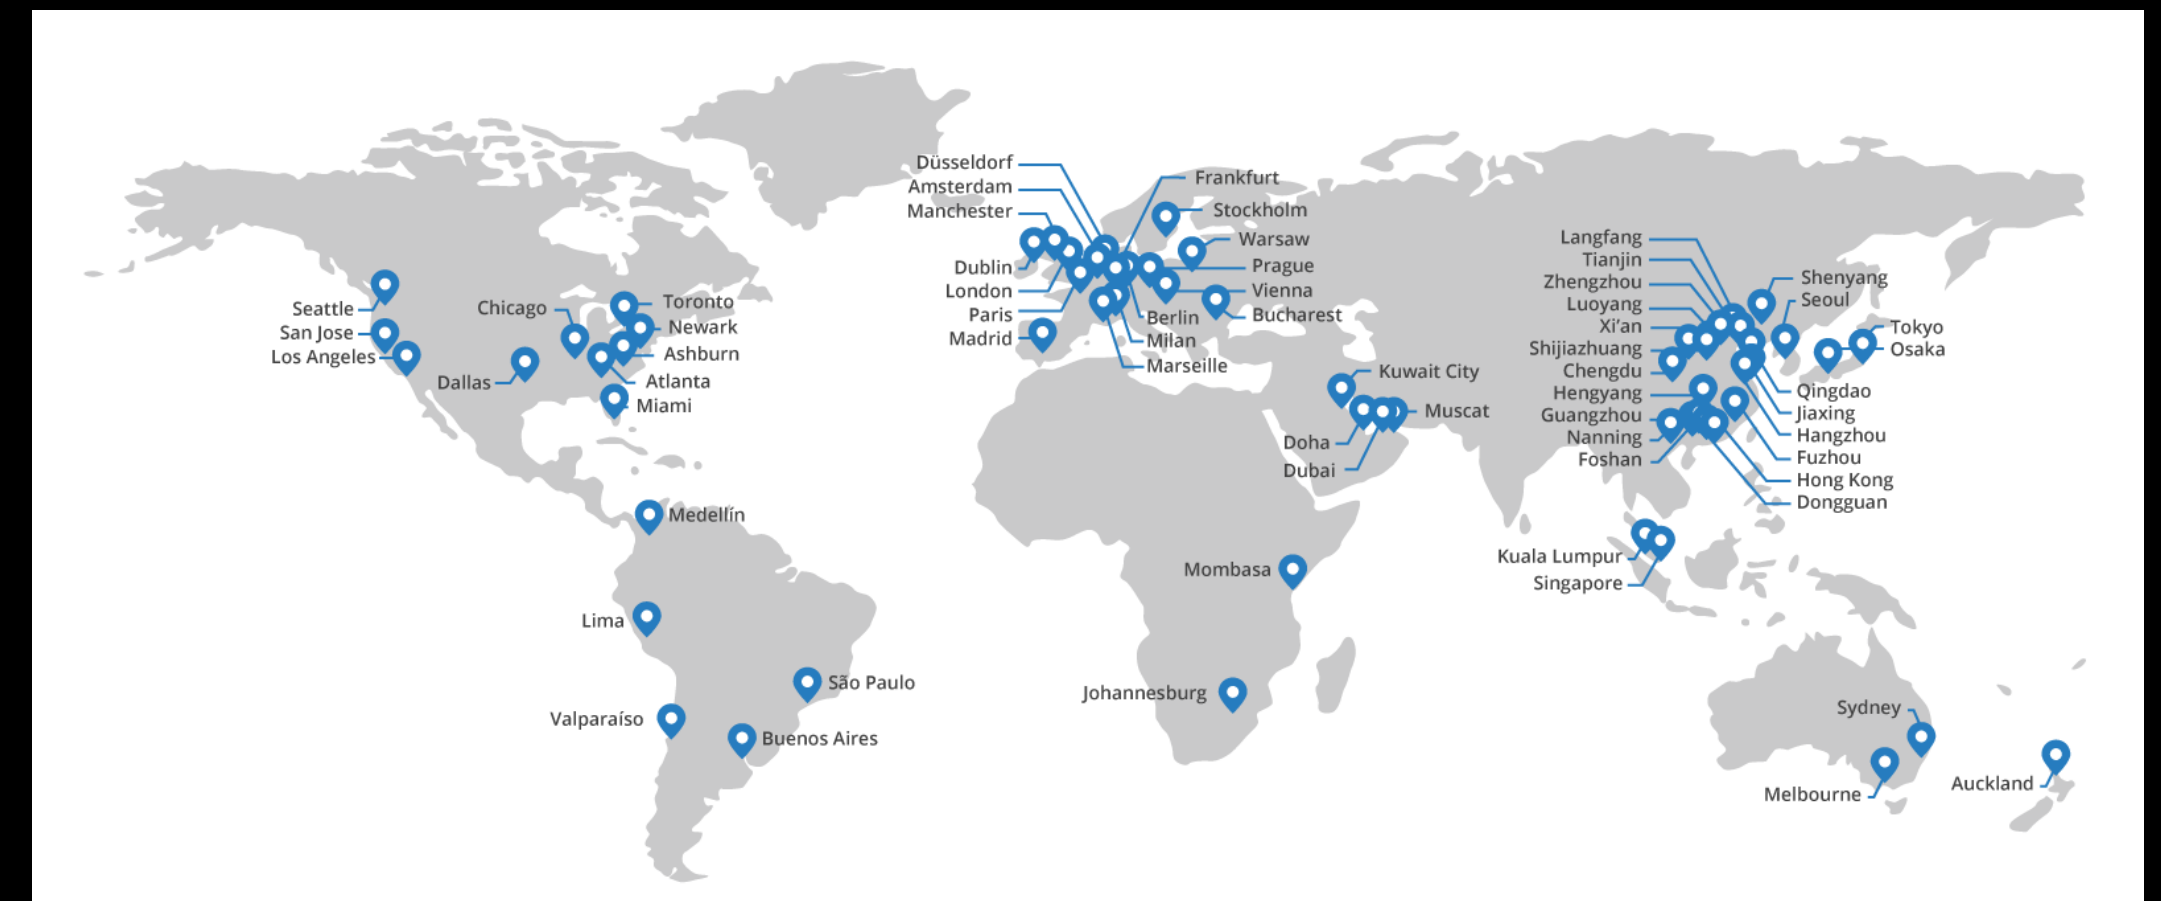 Düsseldorf
Amsterdam
Manchester
Dublin
London
Paris
Madrid
Frankfurt
Stockholm
Warsaw
Prague
Vienna
Bucharest
Berlin
Milan
Marseille
Seattle
San Jose
Los Angeles
Chicago
Dallas
Toronto
Newark
Ashburn
Atlanta
Miami
Medellín
Lima
São Paulo
Valparaíso
Buenos Aires
Kuwait City
Muscat
Doha
Dubai
Mombasa
Johannesburg
Langfang
Tianjin
Zhengzhou
Luoyang
Xi’an
Shijiazhuang
Chengdu
Hengyang
Guangzhou
Nanning
Foshan
Shenyang
Seoul
Tokyo
Osaka
Qingdao
Jiaxing
Hangzhou
Fuzhou
Hong Kong
Dongguan
Kuala Lumpur
Singapore
Sydney
Melbourne
Auckland